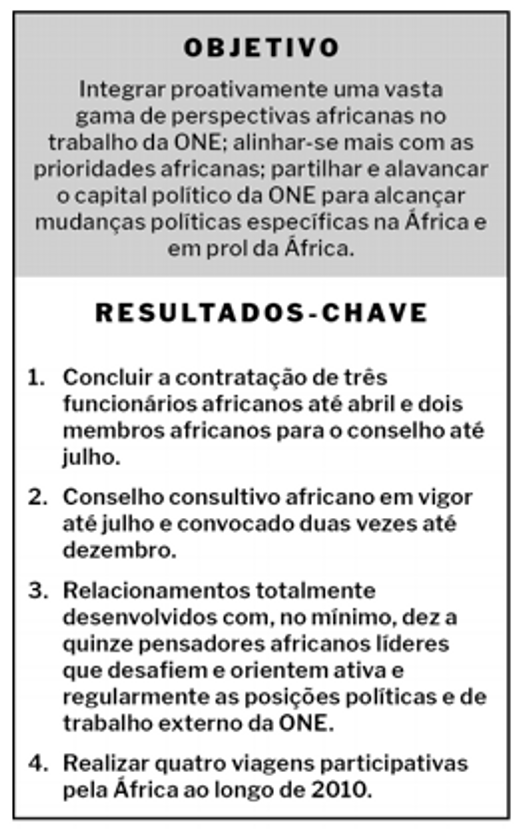 OBJETIVO
Integrar proativamente uma vasta
gama de perspectivas africanas no
trabalho da ONE; alinhar-se mais com as
prioridades africanas; partilhar e alavancar
o capital político da ONE para alcançar
mudanças políticas específicas na África e
em prol da África.
RESULTADOS-CHAVE
1. Concluir a contratação de três
funcionários africanos até abril e dois
membros africanos para o conselho até
julho.
2. Conselho consultivo africano em vigor
até julho e convocado duas vezes até
dezembro.
3. Relacionamentos totalmente
desenvolvidos com, no mínimo, dez a
quinze pensadores africanos líderes
que desafiem e orientem ativa e
regularmente as posições políticas e de
trabalho externo da ONE.
4. Realizar quatro viagens participativas
pela África ao longo de 2010.